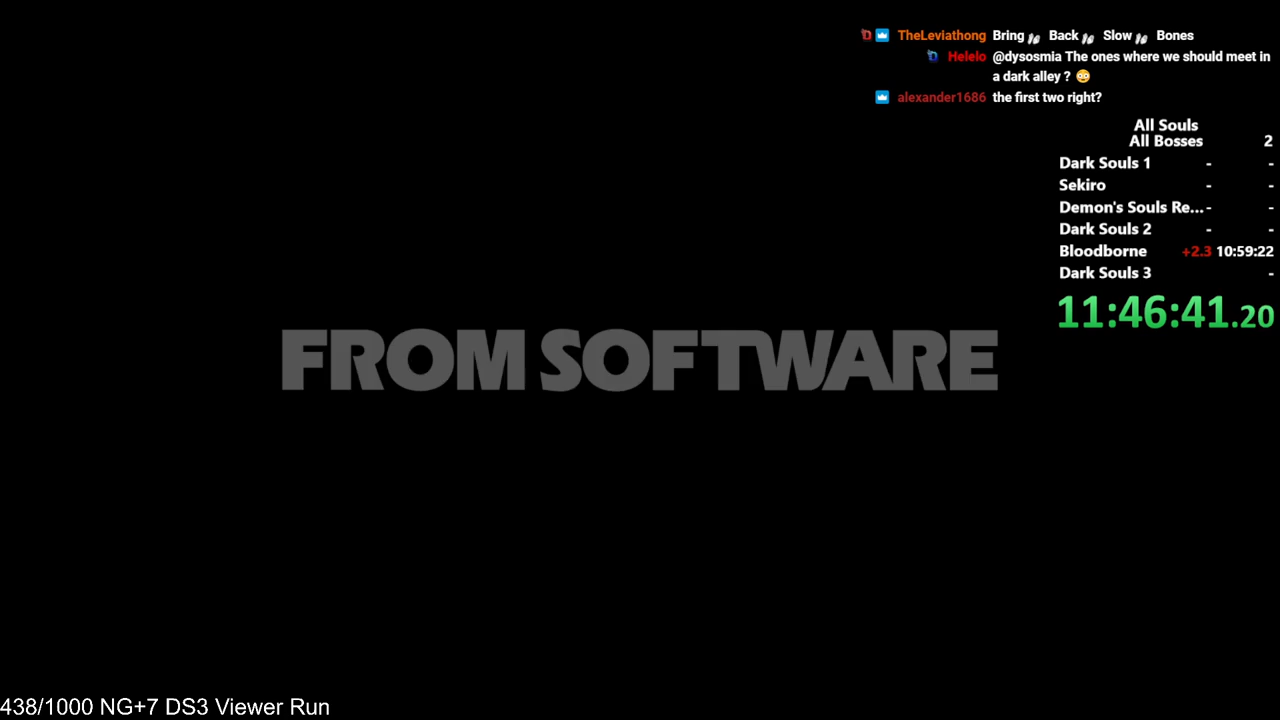 TheLeviathong Bring Back Slow Bones
Helelo @dysosmia The ones where we should meet in
a dark alley ? 😳
alexander1686 the first two right?
All Souls
All Bosses 2
Dark Souls 1 - -
Sekiro - -
Demon's Souls Re... - -
Dark Souls 2 - -
Bloodborne +2.3 10:59:22
Dark Souls 3 -
11:46:41.20
FROM SOFTWARE
438/1000 NG+7 DS3 Viewer Run